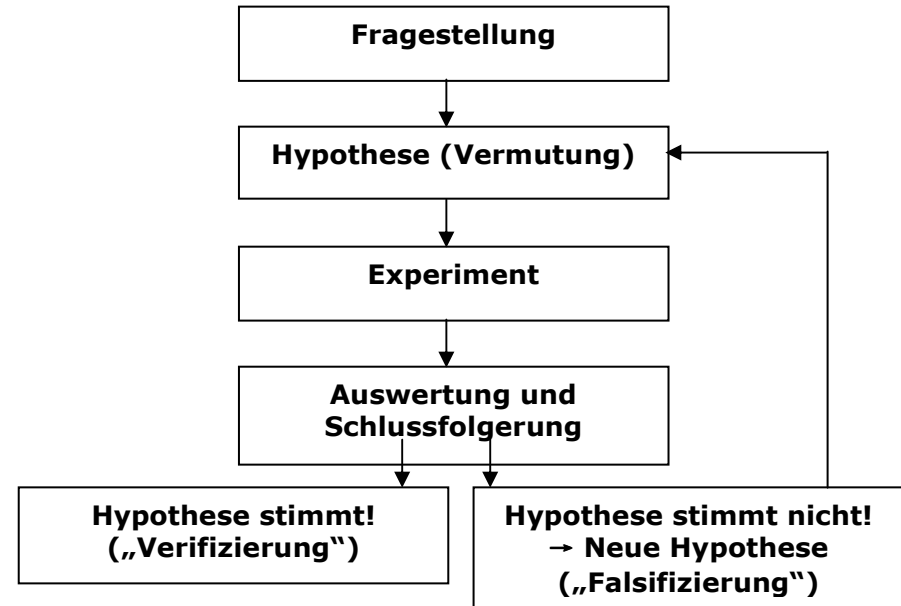 Fragestellung
Hypothese (Vermutung)
Experiment
Auswertung und
Schlussfolgerung
Hypothese stimmt!
(„Verifizierung“)
Hypothese stimmt nicht!
→ Neue Hypothese
(„Falsifizierung“)